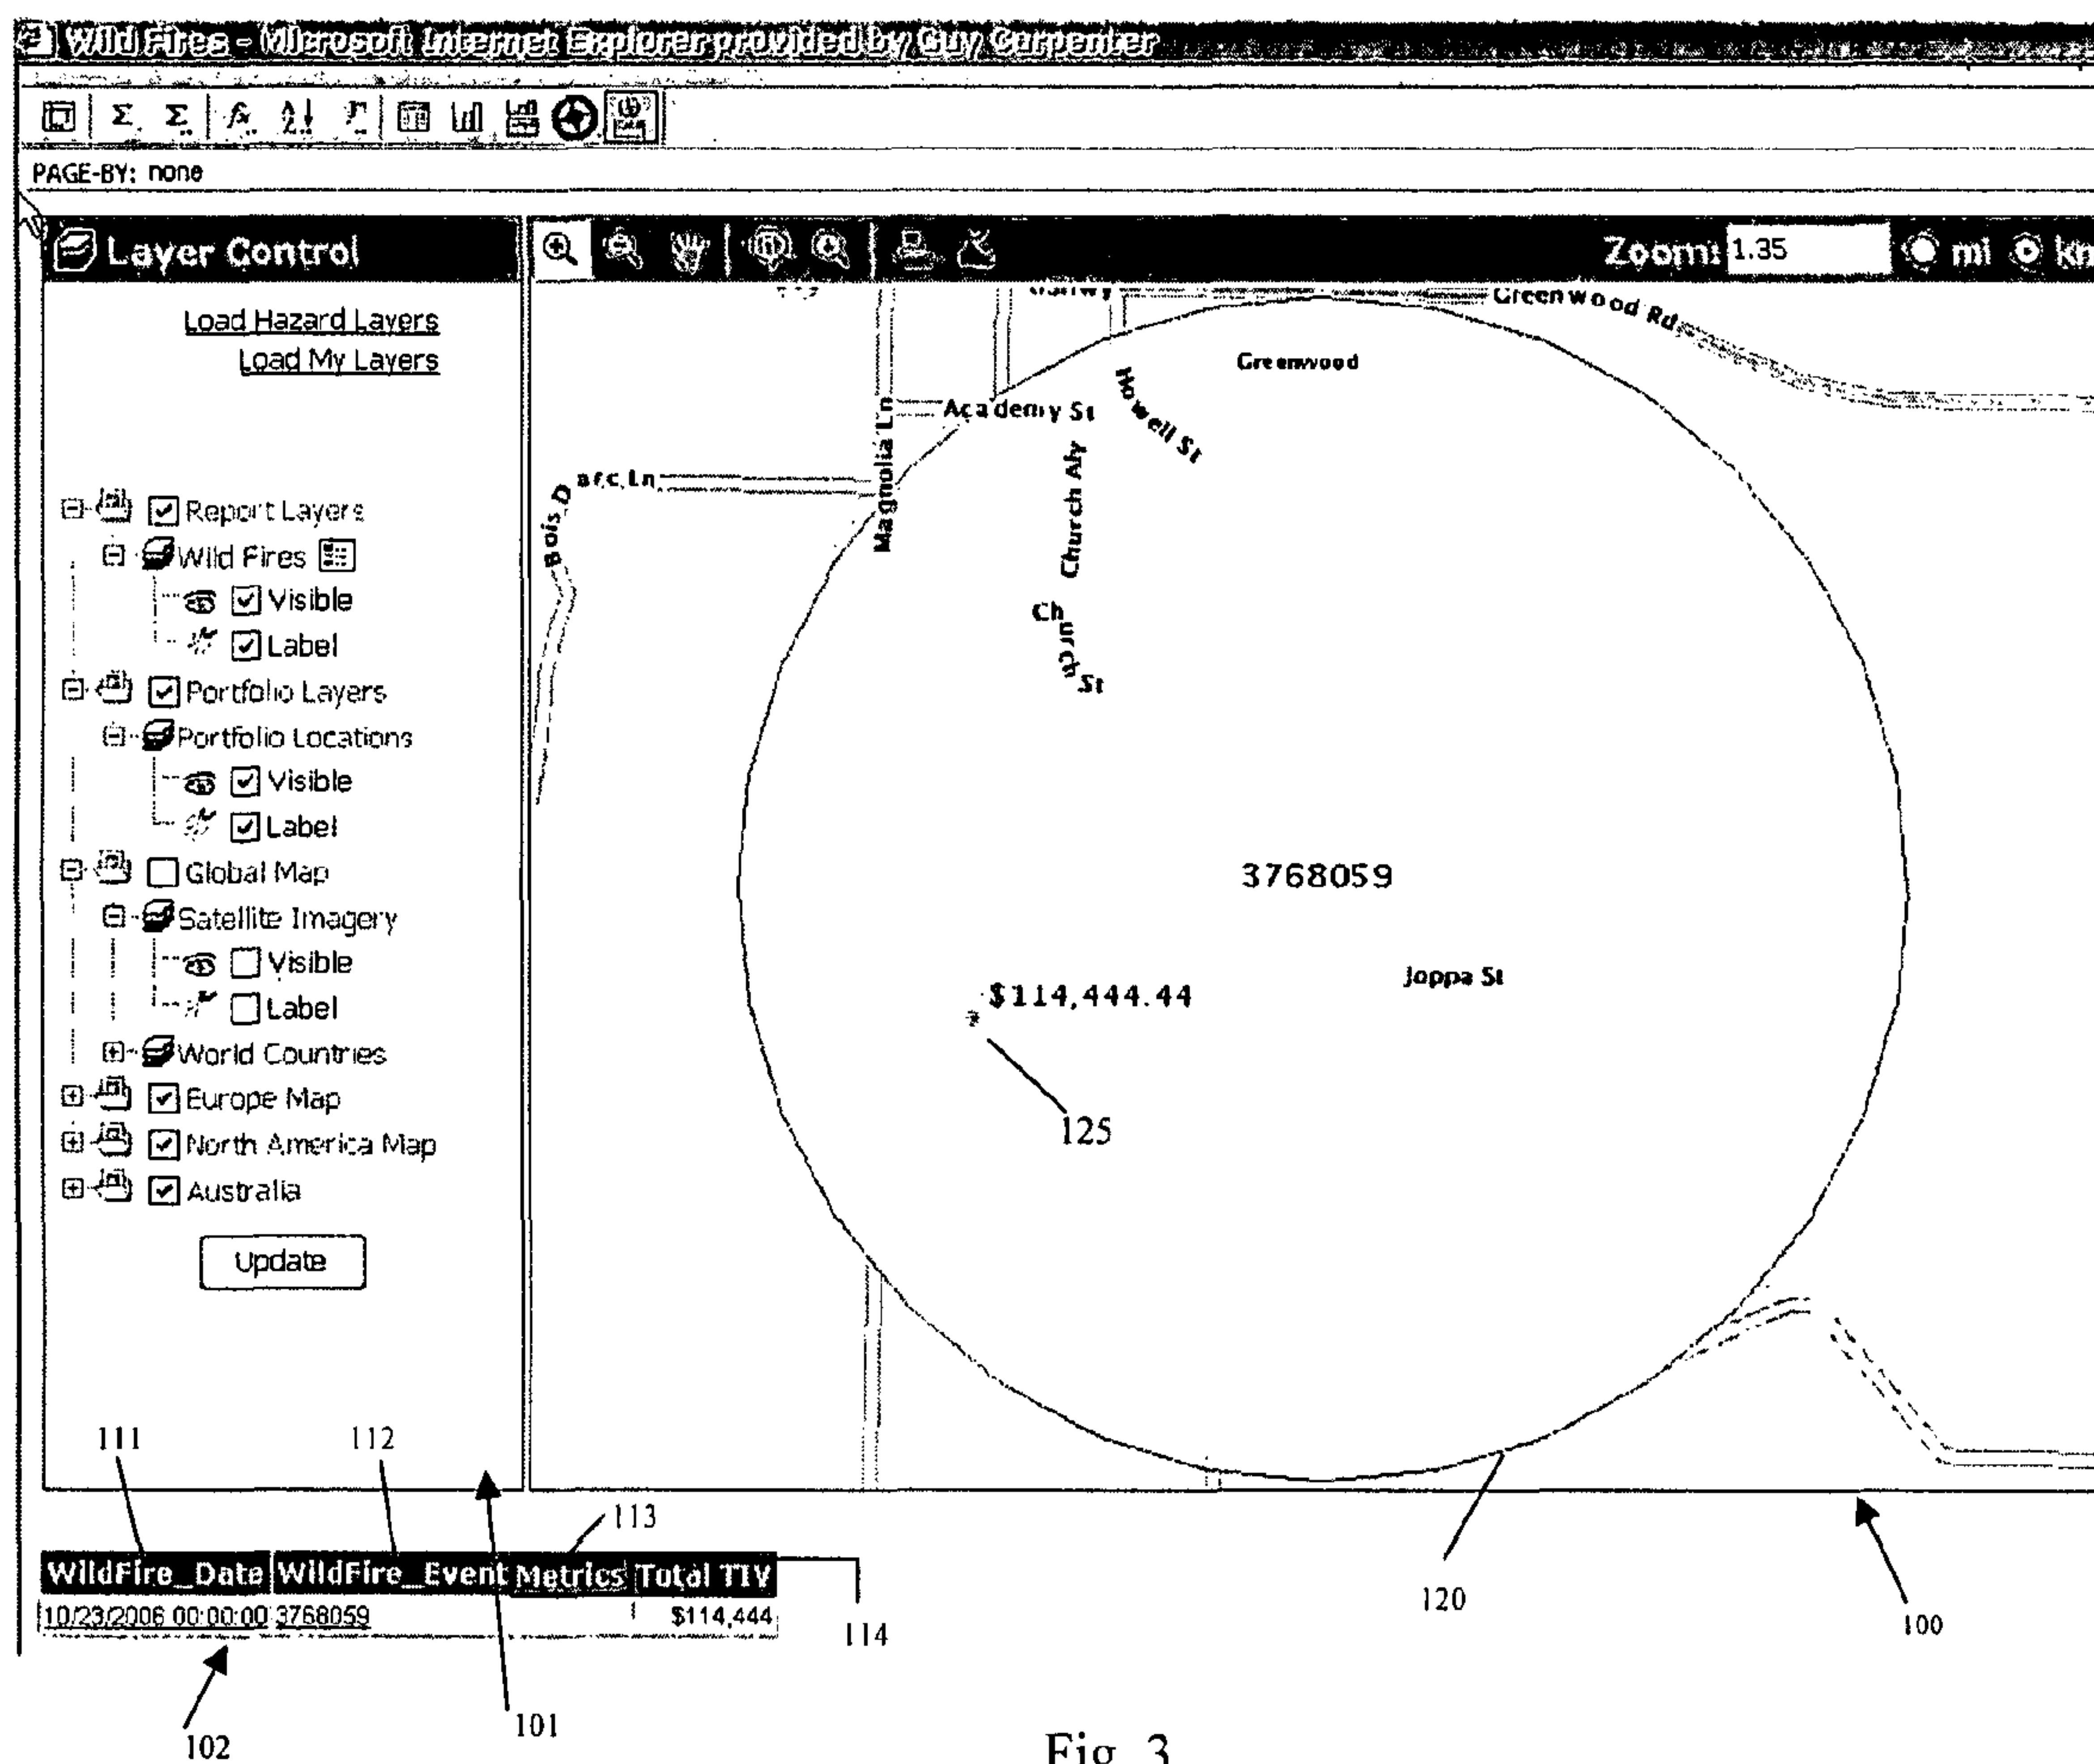 Wild Fires - Microsoft Internet Explorer provided by Guy Carpenter
PAGE-BY: none
Layer Control
Zoom: 1.35 mi km
Load Hazard Layers
Load My Layers
Report Layers
Wild Fires
Visible
Label
Portfolio Layers
Portfolio Locations
Visible
Label
Global Map
Satellite Imagery
Visible
Label
World Countries
Europe Map
North America Map
Australia
Update
Greenwood Rd
Greenwood
Howell St
Academy St
Magnolia Ln
Church Aly
Bois D arc Ln
Church St
3768059
Joppa St
$114,444.44
125
111
112
113
WildFire_Date WildFire_Event Metrics Total TIV
10/23/2006 00:00:00 3768059 $114,444
114
120
100
101
102
Fig. 3